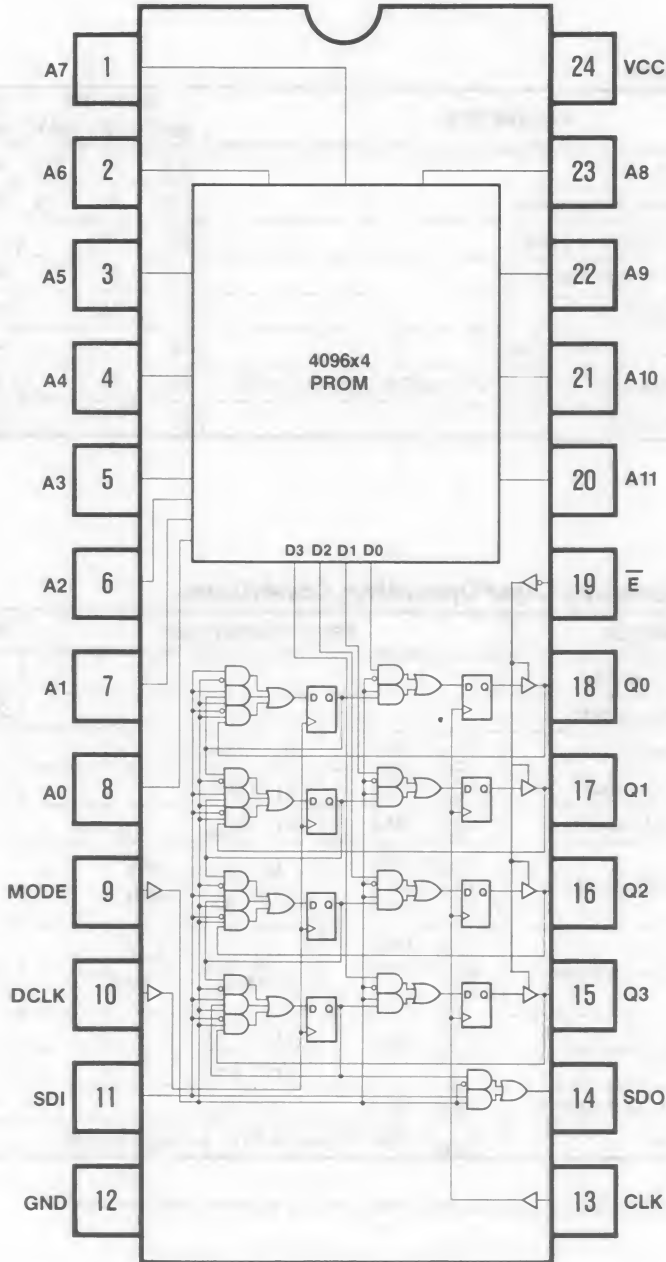 A7 1 24 VCC
A6 2 23 A8
A5 3 22 A9
4096x4
PROM
A4 4 21 A10
A3 5 20 A11
D3 D2 D1 D0
A2 6 19 E̅
A1 7 18 Q0
A0 8 17 Q1
MODE 9 16 Q2
DCLK 10 15 Q3
SDI 11 14 SDO
GND 12 13 CLK